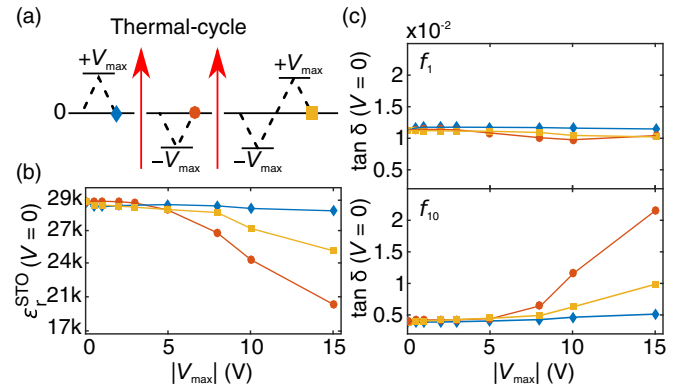 (a)
Thermal-cycle
+V_max
+V_max
0
−V_max
−V_max
(b)
29k
27k
24k
21k
17k
ε_r^STO (V = 0)
0 5 10 15
|V_max| (V)
(c)
x10^-2
f_1
2
1.5
1
0.5
tan δ (V = 0)
f_10
2
1.5
1
0.5
tan δ (V = 0)
0 5 10 15
|V_max| (V)